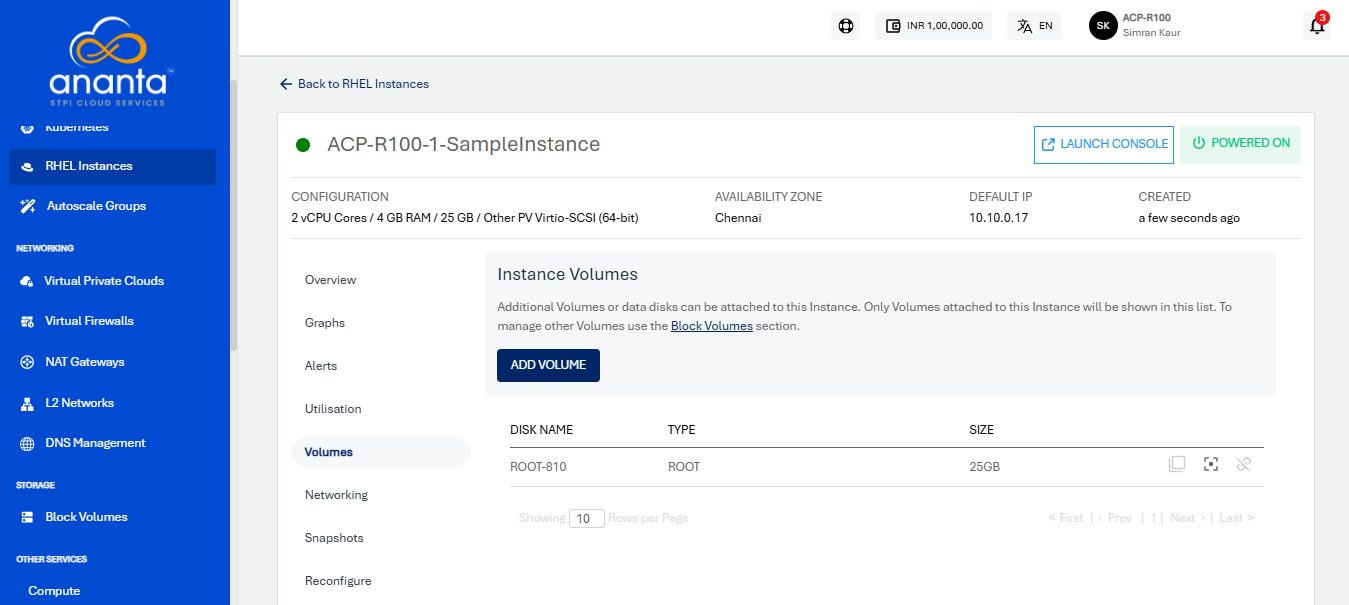 ananta™
STPI CLOUD SERVICES
Kubernetes
RHEL Instances
Autoscale Groups
NETWORKING
Virtual Private Clouds
Virtual Firewalls
NAT Gateways
L2 Networks
DNS Management
STORAGE
Block Volumes
OTHER SERVICES
Compute
INR 1,00,000.00
EN
SK
ACP-R100
Simran Kaur
3
Back to RHEL Instances
ACP-R100-1-SampleInstance
LAUNCH CONSOLE
POWERED ON
CONFIGURATION
2 vCPU Cores / 4 GB RAM / 25 GB / Other PV Virtio-SCSI (64-bit)
AVAILABILITY ZONE
Chennai
DEFAULT IP
10.10.0.17
CREATED
a few seconds ago
Overview
Graphs
Alerts
Utilisation
Volumes
Networking
Snapshots
Reconfigure
Instance Volumes
Additional Volumes or data disks can be attached to this Instance. Only Volumes attached to this Instance will be shown in this list. To
manage other Volumes use the Block Volumes section.
ADD VOLUME
DISK NAME TYPE SIZE
ROOT-810 ROOT 25GB
Showing 10 Rows per Page
« First | ‹ Prev | 1 | Next › | Last »